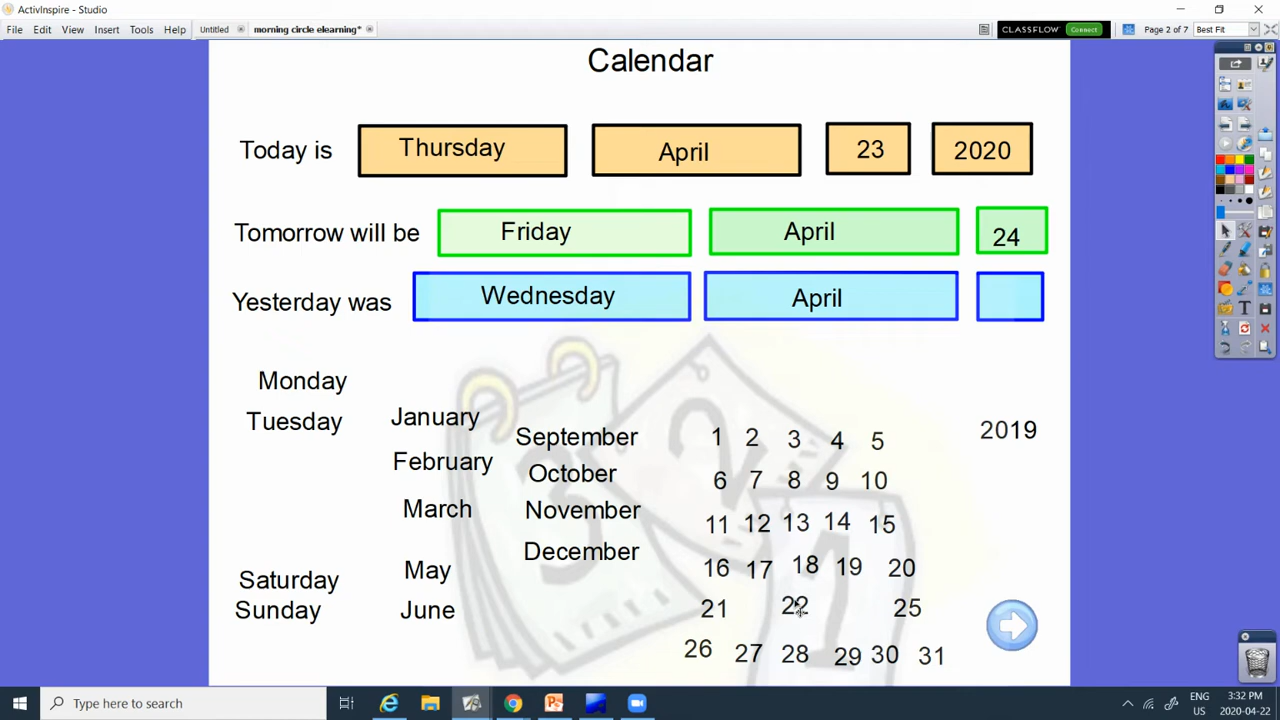 ActivInspire - Studio
File Edit View Insert Tools Help Untitled morning circle elearning* CLASSFLOW Connect Page 2 of 7 Best Fit
Calendar
Today is Thursday April 23 2020
Tomorrow will be Friday April 24
Yesterday was Wednesday April
Monday
Tuesday January
September 1 2 3 4 5 2019
February October 6 7 8 9 10
March November 11 12 13 14 15
December
Saturday May 16 17 18 19 20
Sunday June 21 22 25
26 27 28 29 30 31
Type here to search
ENG 3:32 PM
US 2020-04-22